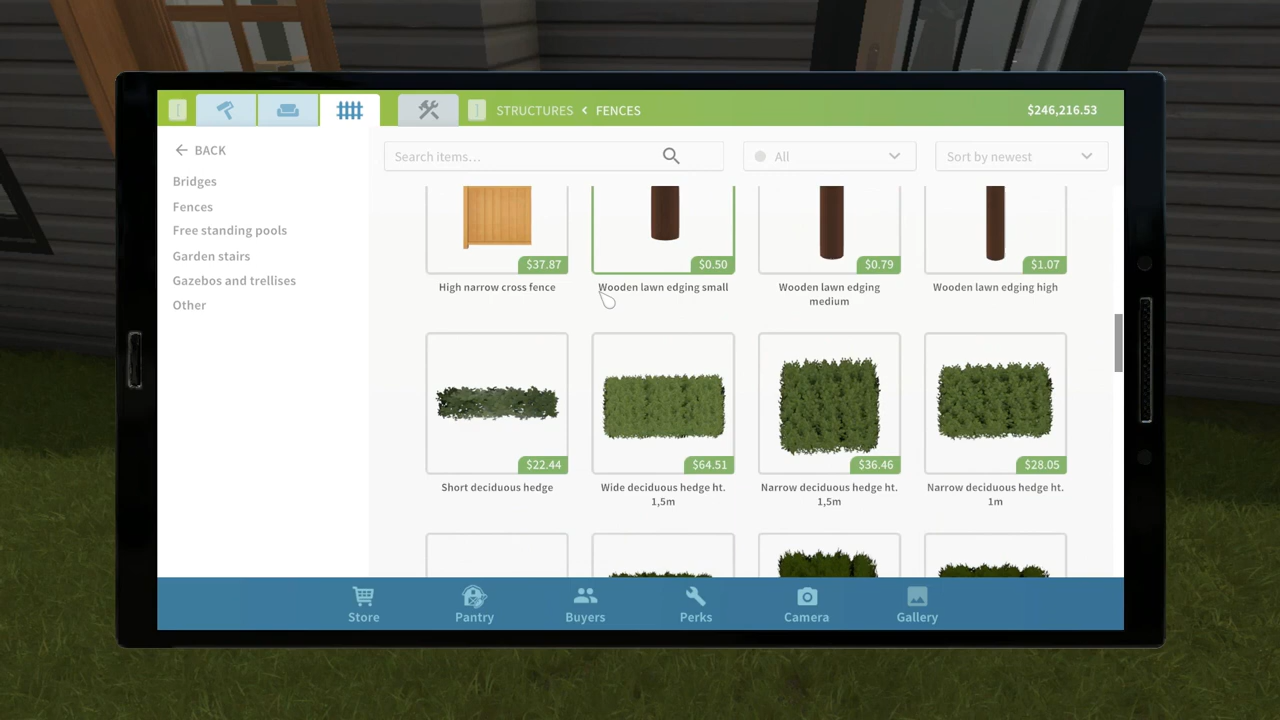 STRUCTURES < FENCES
$246,216.53
BACK
Search items...
All
Sort by newest
Bridges
Fences
Free standing pools
Garden stairs
Gazebos and trellises
Other
$37.87
$0.50
$0.79
$1.07
High narrow cross fence
Wooden lawn edging small
Wooden lawn edging
medium
Wooden lawn edging high
$22.44
$64.51
$36.46
$28.05
Short deciduous hedge
Wide deciduous hedge ht.
1,5m
Narrow deciduous hedge ht.
1,5m
Narrow deciduous hedge ht.
1m
Store
Pantry
Buyers
Perks
Camera
Gallery